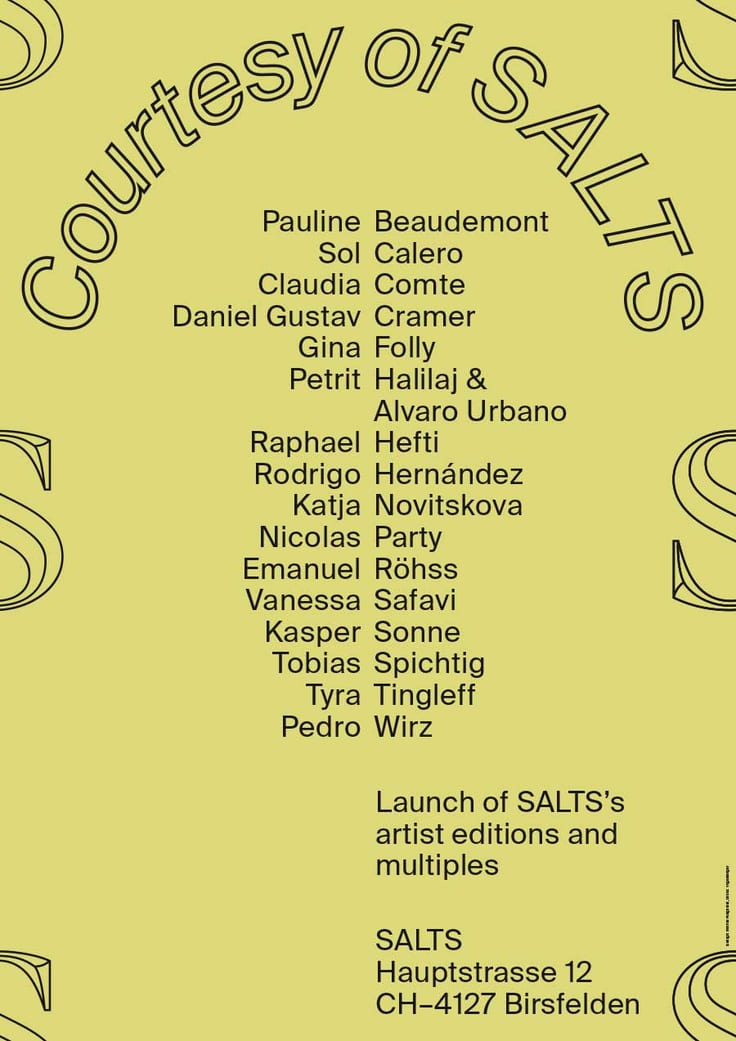 Courtesy of SALTS
Pauline Beaudemont
Sol Calero
Claudia Comte
Daniel Gustav Cramer
Gina Folly
Petrit Halilaj &
Alvaro Urbano
Raphael Hefti
Rodrigo Hernández
Katja Novitskova
Nicolas Party
Emanuel Röhss
Vanessa Safavi
Kasper Sonne
Tobias Spichtig
Tyra Tingleff
Pedro Wirz
Launch of SALTS’s
artist editions and
multiples
SALTS
Hauptstrasse 12
CH–4127 Birsfelden
S
S
S
S
S
S